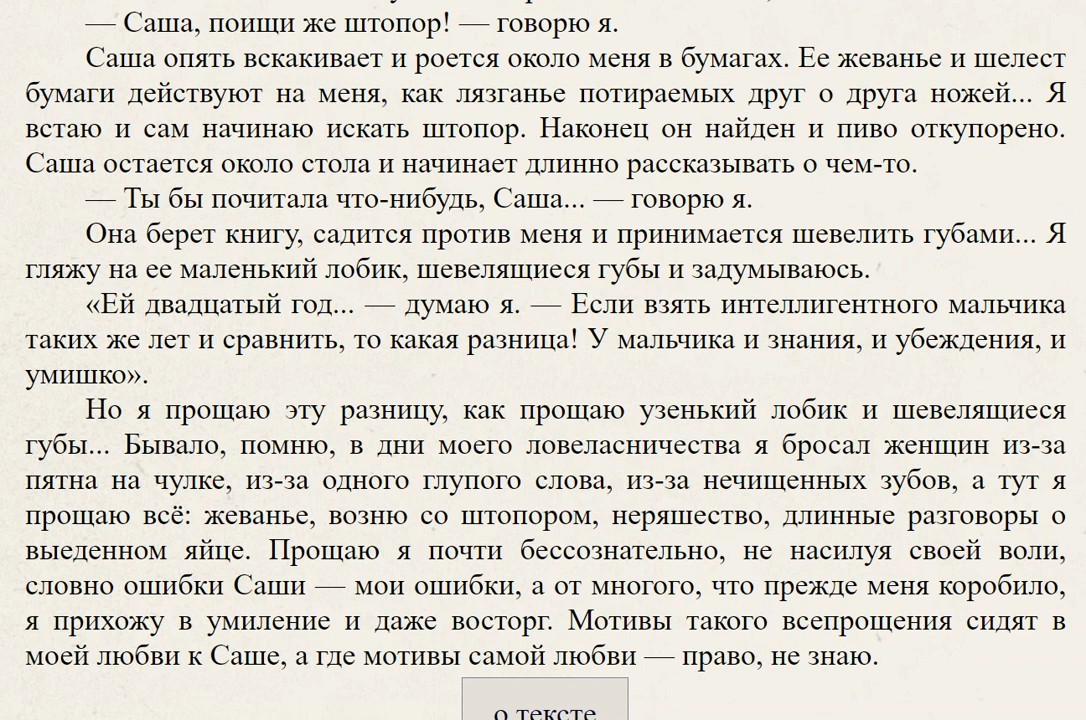 — Саша, поищи же штопор! — говорю я.
Саша опять вскакивает и роется около меня в бумагах. Ее жеванье и шелест
бумаги действуют на меня, как лязганье потираемых друг о друга ножей... Я
встаю и сам начинаю искать штопор. Наконец он найден и пиво откупорено.
Саша остается около стола и начинает длинно рассказывать о чем-то.
— Ты бы почитала что-нибудь, Саша... — говорю я.
Она берет книгу, садится против меня и принимается шевелить губами... Я
гляжу на ее маленький лобик, шевелящиеся губы и задумываюсь.
«Ей двадцатый год... — думаю я. — Если взять интеллигентного мальчика
таких же лет и сравнить, то какая разница! У мальчика и знания, и убеждения, и
умишко».
Но я прощаю эту разницу, как прощаю узенький лобик и шевелящиеся
губы... Бывало, помню, в дни моего ловеласничества я бросал женщин из-за
пятна на чулке, из-за одного глупого слова, из-за нечищенных зубов, а тут я
прощаю всё: жеванье, возню со штопором, неряшество, длинные разговоры о
выеденном яйце. Прощаю я почти бессознательно, не насилуя своей воли,
словно ошибки Саши — мои ошибки, а от многого, что прежде меня коробило,
я прихожу в умиление и даже восторг. Мотивы такого всепрощения сидят в
моей любви к Саше, а где мотивы самой любви — право, не знаю.
о тексте